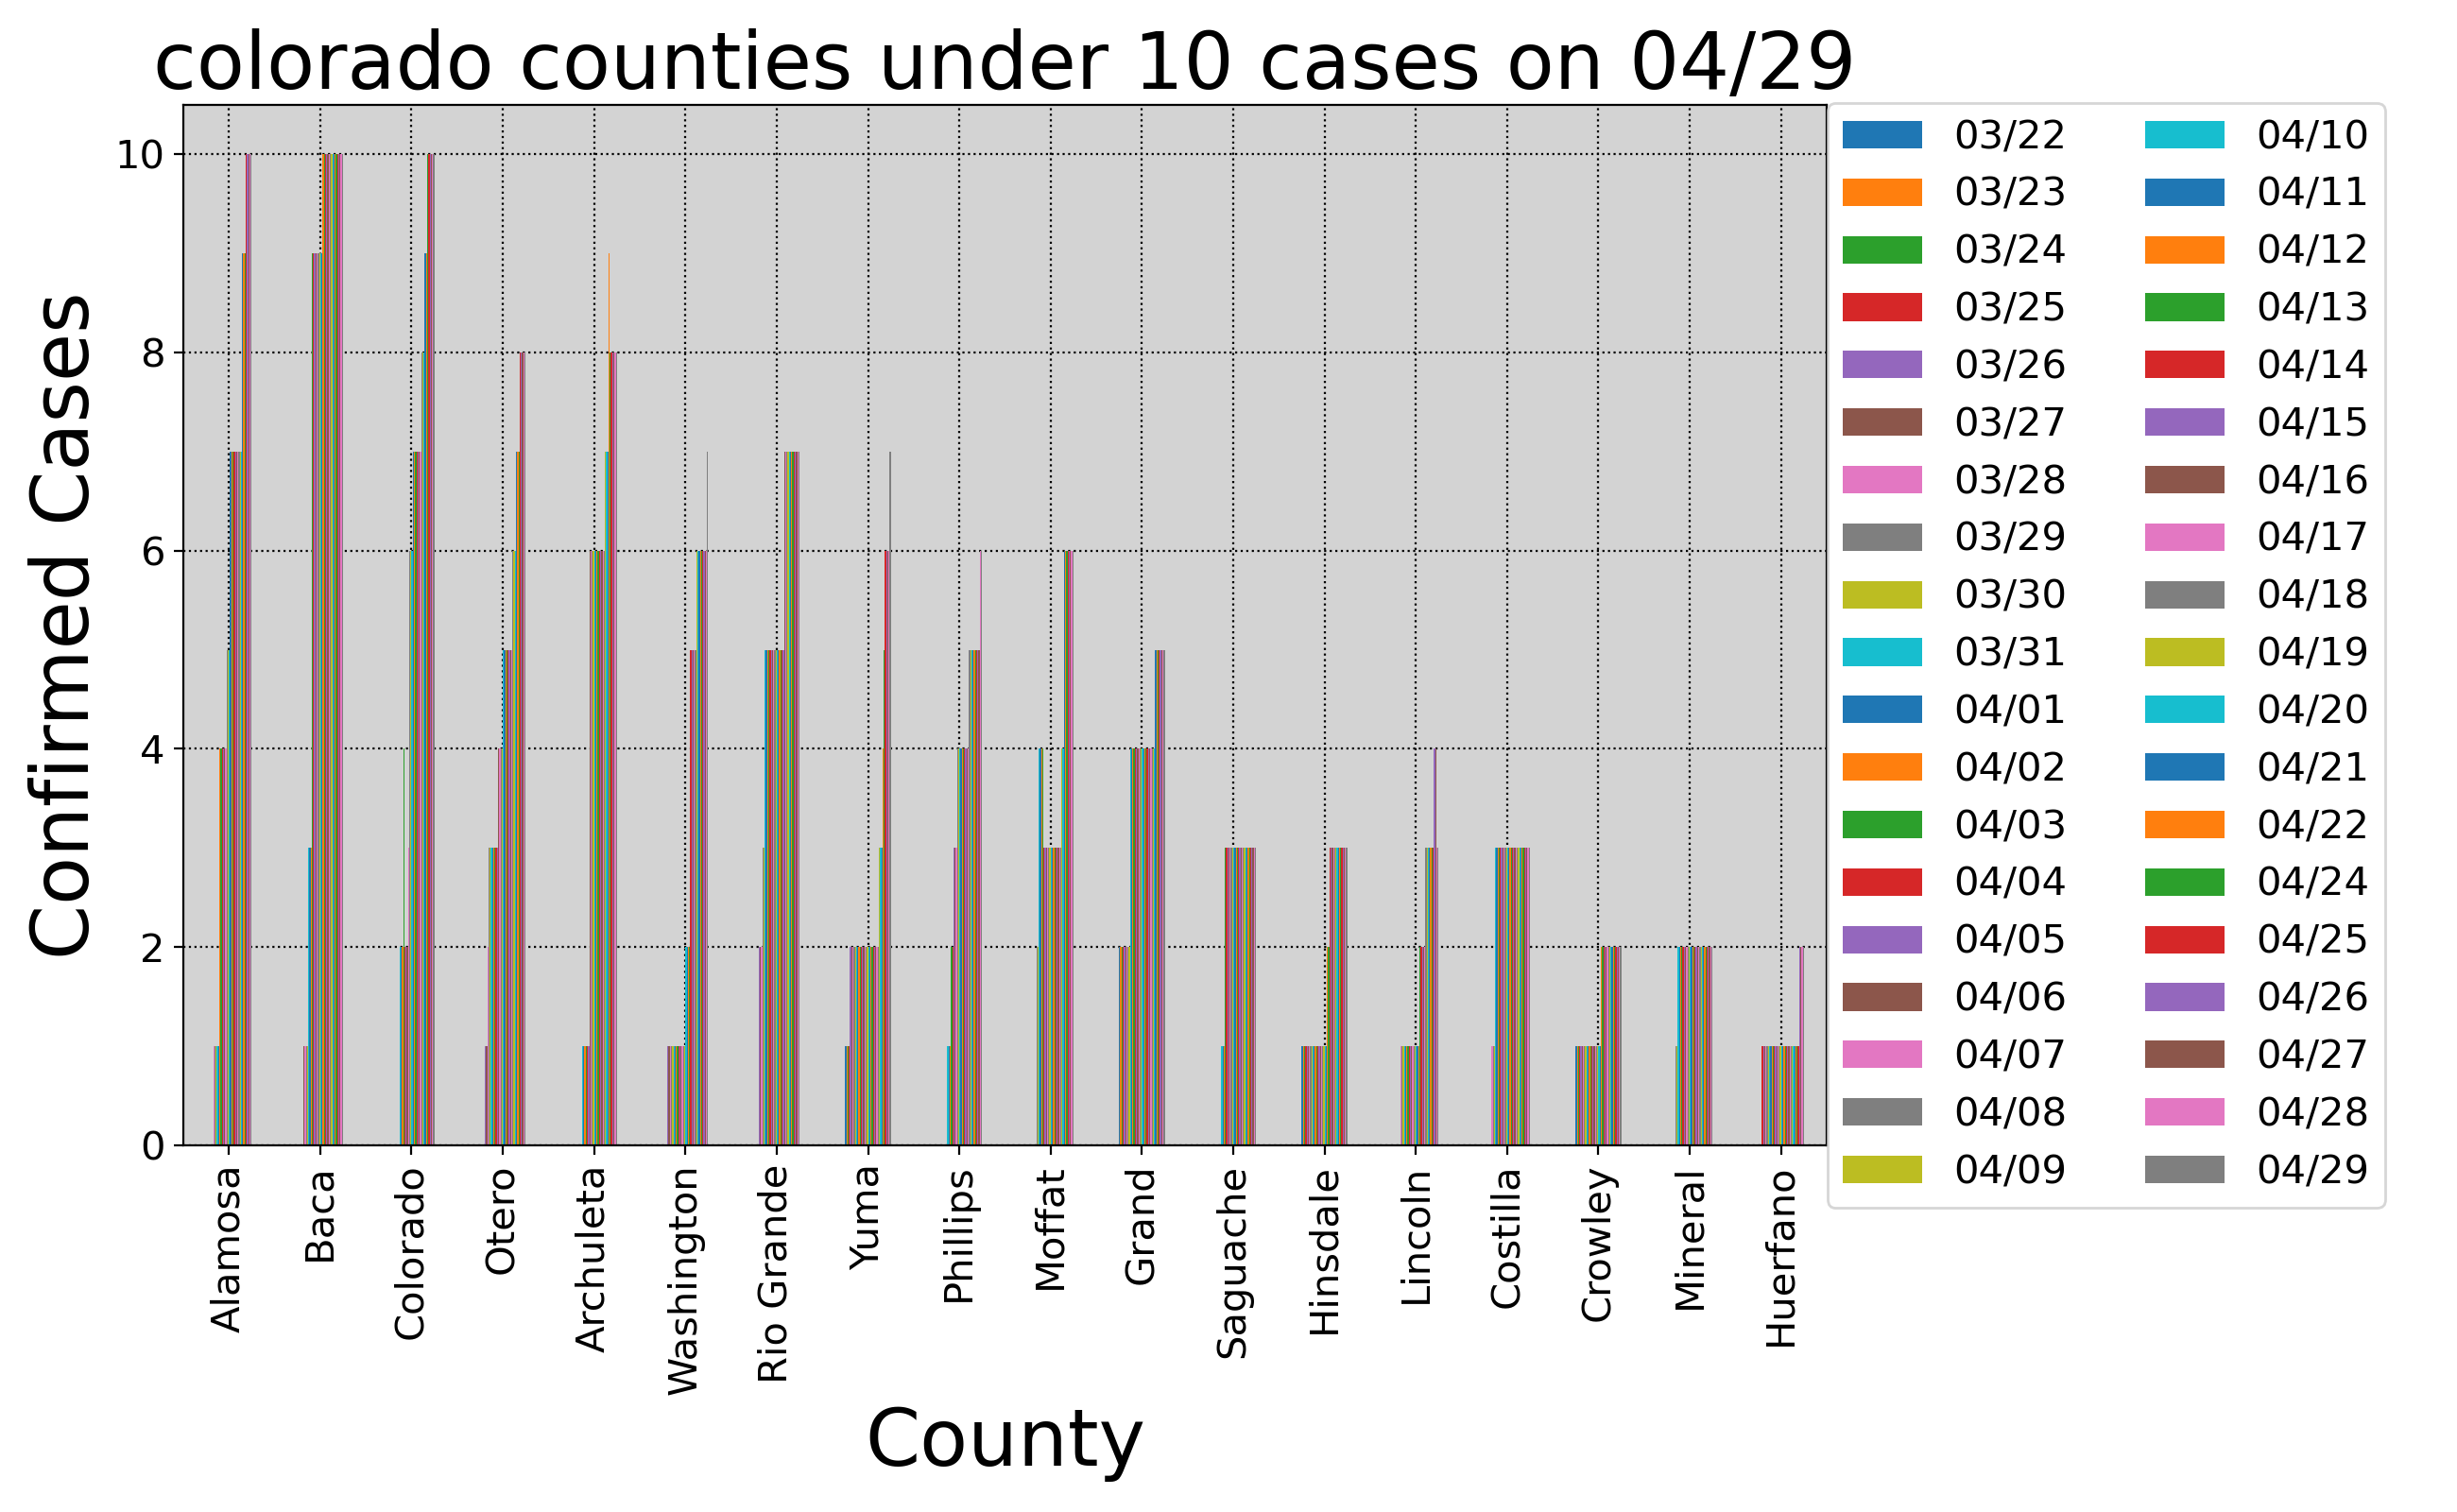 colorado counties under 10 cases on 04/29
Confirmed Cases
10
8
6
4
2
0
Alamosa
Baca
Colorado
Otero
Archuleta
Washington
Rio Grande
Yuma
Phillips
Moffat
Grand
Saguache
Hinsdale
Lincoln
Costilla
Crowley
Mineral
Huerfano
County
03/22
03/23
03/24
03/25
03/26
03/27
03/28
03/29
03/30
03/31
04/01
04/02
04/03
04/04
04/05
04/06
04/07
04/08
04/09
04/10
04/11
04/12
04/13
04/14
04/15
04/16
04/17
04/18
04/19
04/20
04/21
04/22
04/24
04/25
04/26
04/27
04/28
04/29